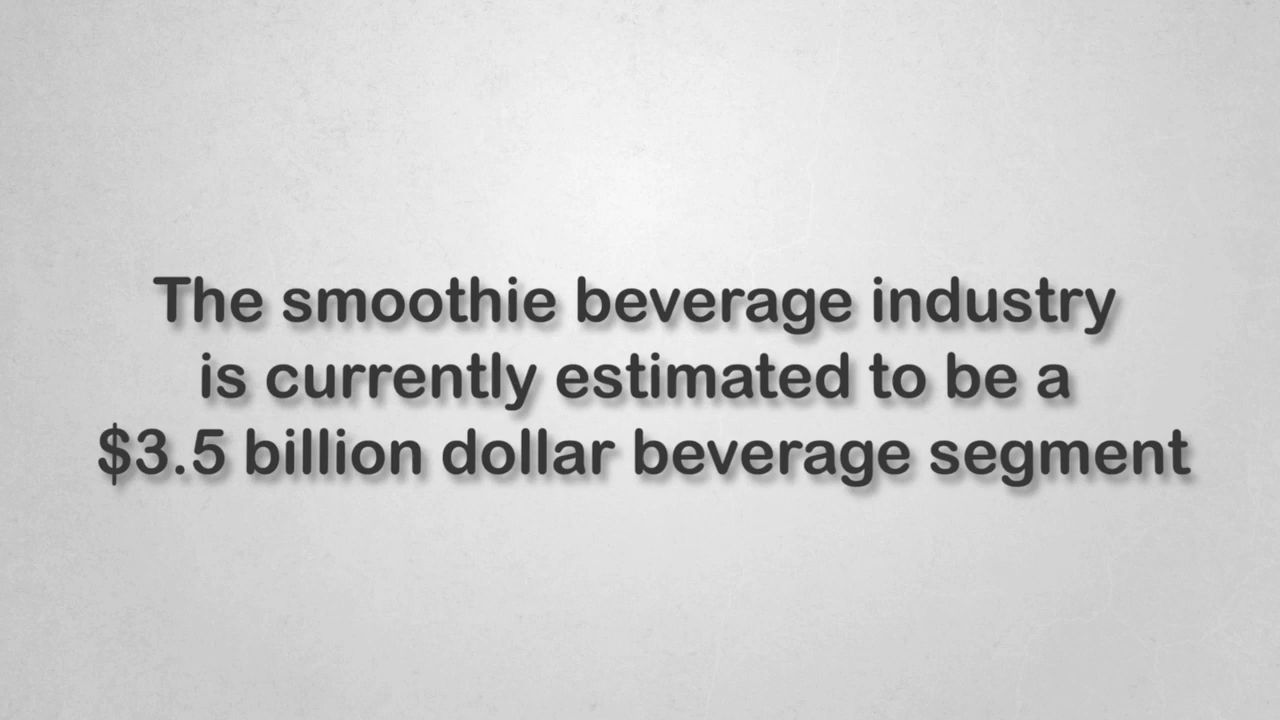 The smoothie beverage industry
is currently estimated to be a
$3.5 billion dollar beverage segment